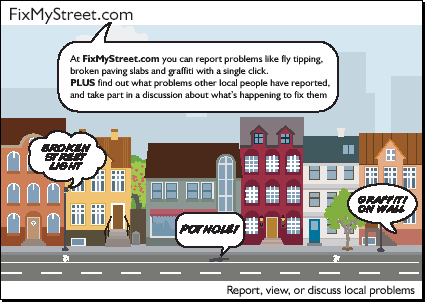 FixMyStreet.com
At FixMyStreet.com you can report problems like fly tipping,
broken paving slabs and graffiti with a single click.
PLUS find out what problems other local people have reported,
and take part in a discussion about what's happening to fix them
BROKEN
STREET
LIGHT
POT HOLE!
GRAFFITI
ON WALL
Report, view, or discuss local problems